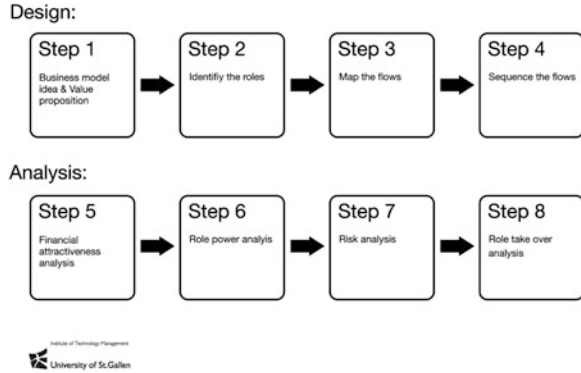 Design:
Step 1
Business model
idea & Value
proposition
Step 2
Identifiy the roles
Step 3
Map the flows
Step 4
Sequence the flows
Analysis:
Step 5
Financial
attractiveness
analysis
Step 6
Role power analyis
Step 7
Risk analysis
Step 8
Role take over
analysis
Institute of Technology Management
University of St.Gallen